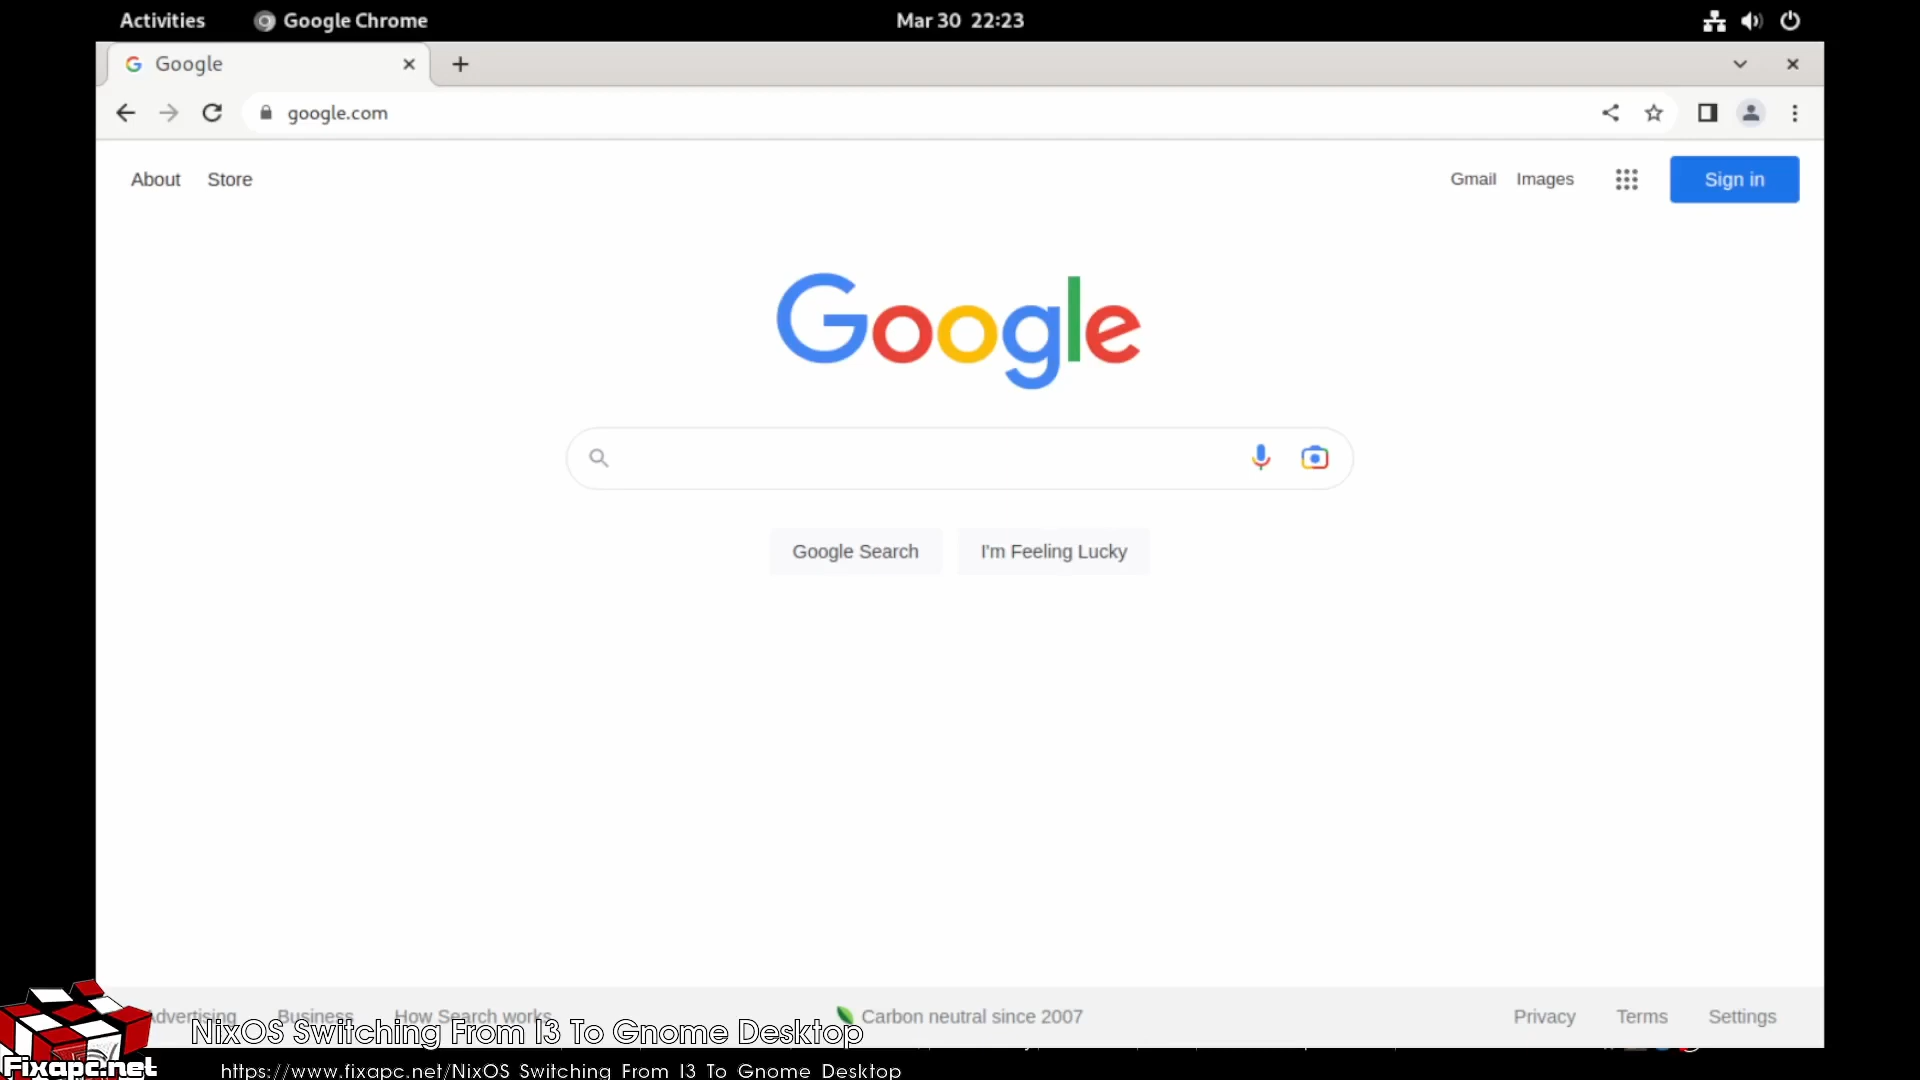 Activities Google Chrome Mar 30 22:23
Google
google.com
About Store Gmail Images Sign in
Google
Google Search I'm Feeling Lucky
Advertising Business How Search works Carbon neutral since 2007 Privacy Terms Settings
NixOS Switching From I3 To Gnome Desktop
Fixapc.net
https://www.fixapc.net/NixOS_Switching_From_I3_To_Gnome_Desktop